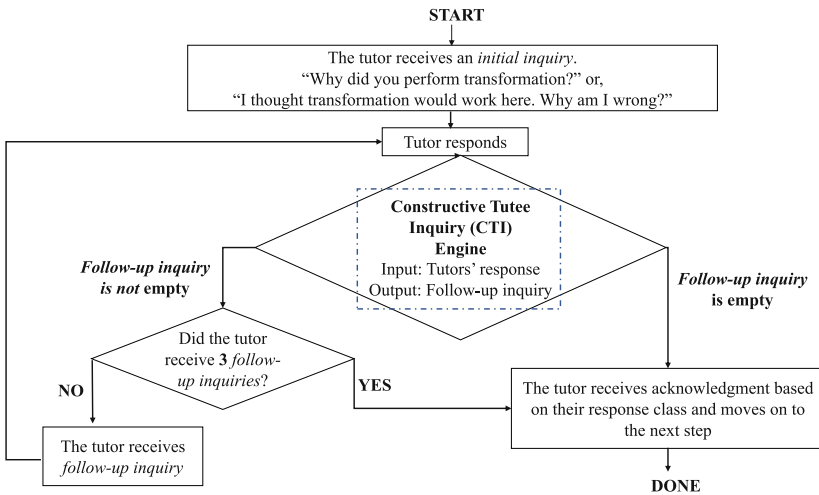 START
The tutor receives an initial inquiry.
“Why did you perform transformation?” or,
“I thought transformation would work here. Why am I wrong?”
Tutor responds
Constructive Tutee
Inquiry (CTI)
Engine
Input: Tutors’ response
Output: Follow-up inquiry
Follow-up inquiry
is not empty
Follow-up inquiry
is empty
Did the tutor
receive 3 follow-
up inquiries?
NO
YES
The tutor receives
follow-up inquiry
The tutor receives acknowledgment based
on their response class and moves on to
the next step
DONE